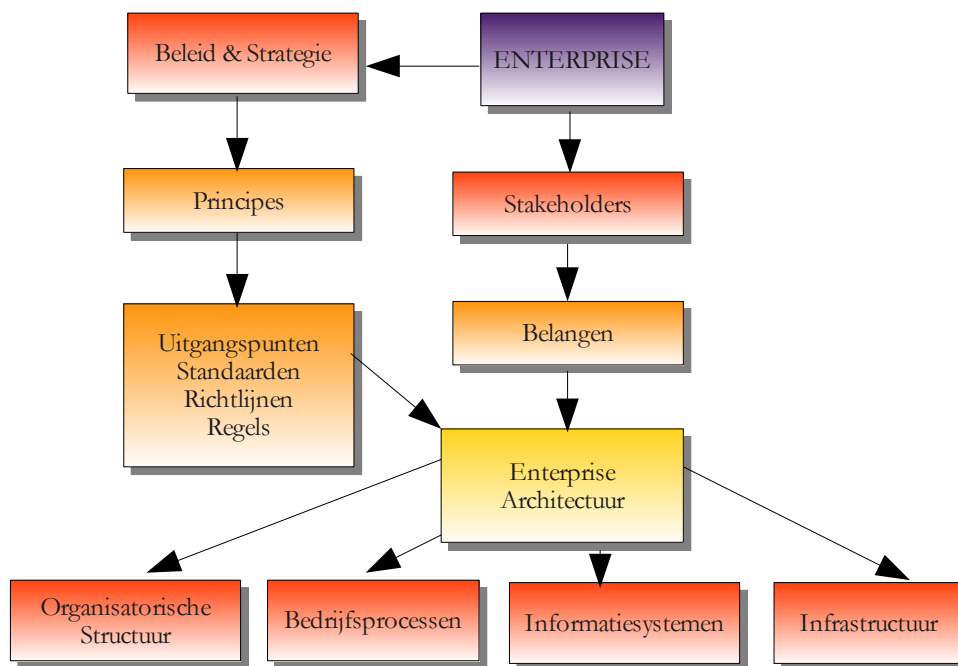 Beleid & Strategie
ENTERPRISE
Principes
Stakeholders
Uitgangspunten
Standaarden
Richtlijnen
Regels
Belangen
Enterprise
Architectuur
Organisatorische
Structuur
Bedrijfsprocessen
Informatiesystemen
Infrastructuur